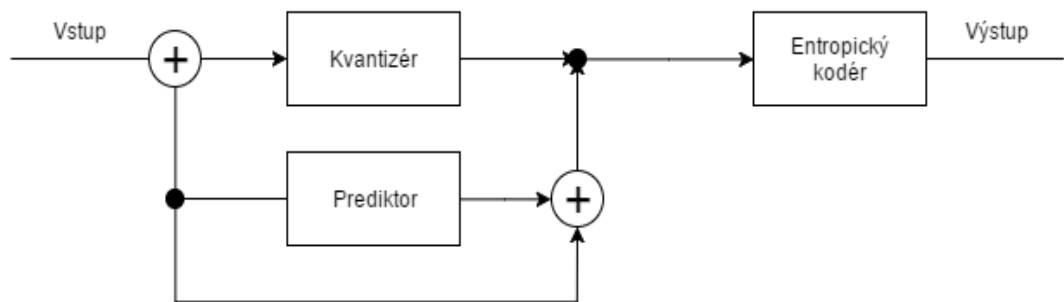 Vstup
+
Kvantizér
Entropický
kodér
Výstup
Prediktor
+